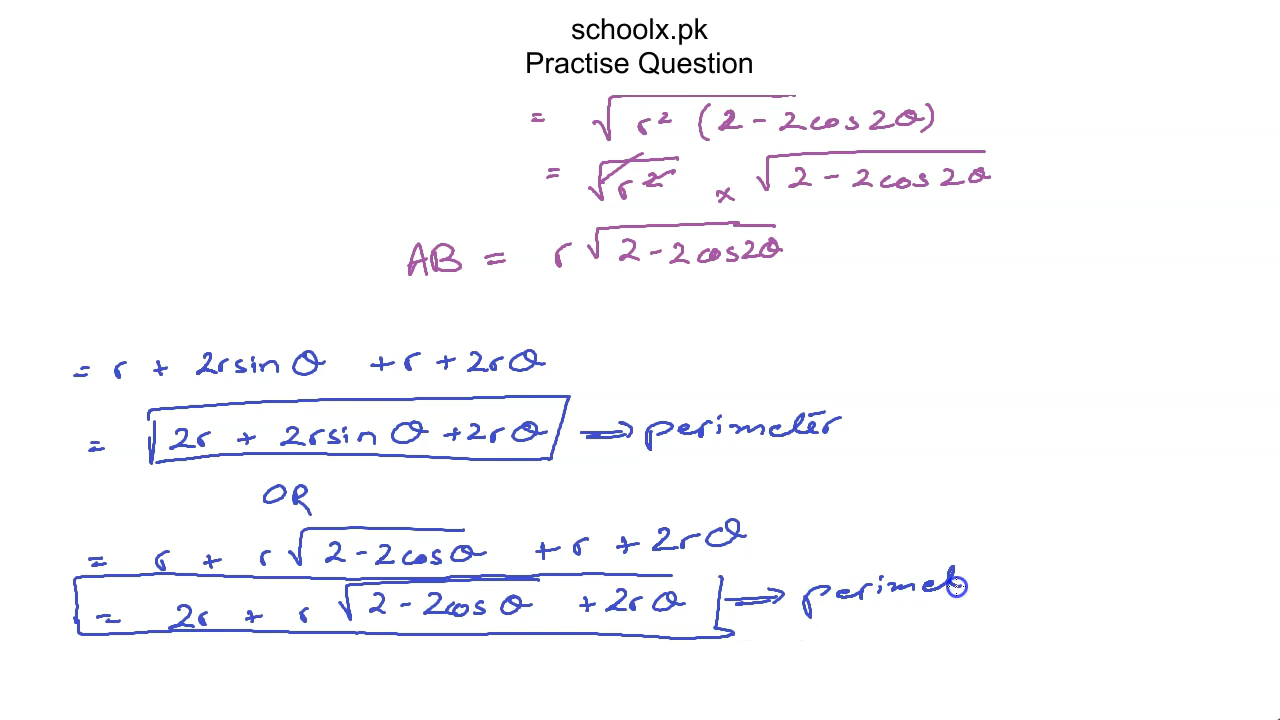 schoolx.pk
Practise Question
= √r² (2 - 2cos2θ)
= √r² × √2 - 2cos2θ
AB = r √2 - 2cos2θ
= r + 2rsinθ + r + 2rθ
= 2r + 2rsinθ + 2rθ ⟹ perimeter
OR
= r + r √2 - 2cosθ + r + 2rθ
= 2r + r √2 - 2cosθ + 2rθ ⟹ perimet